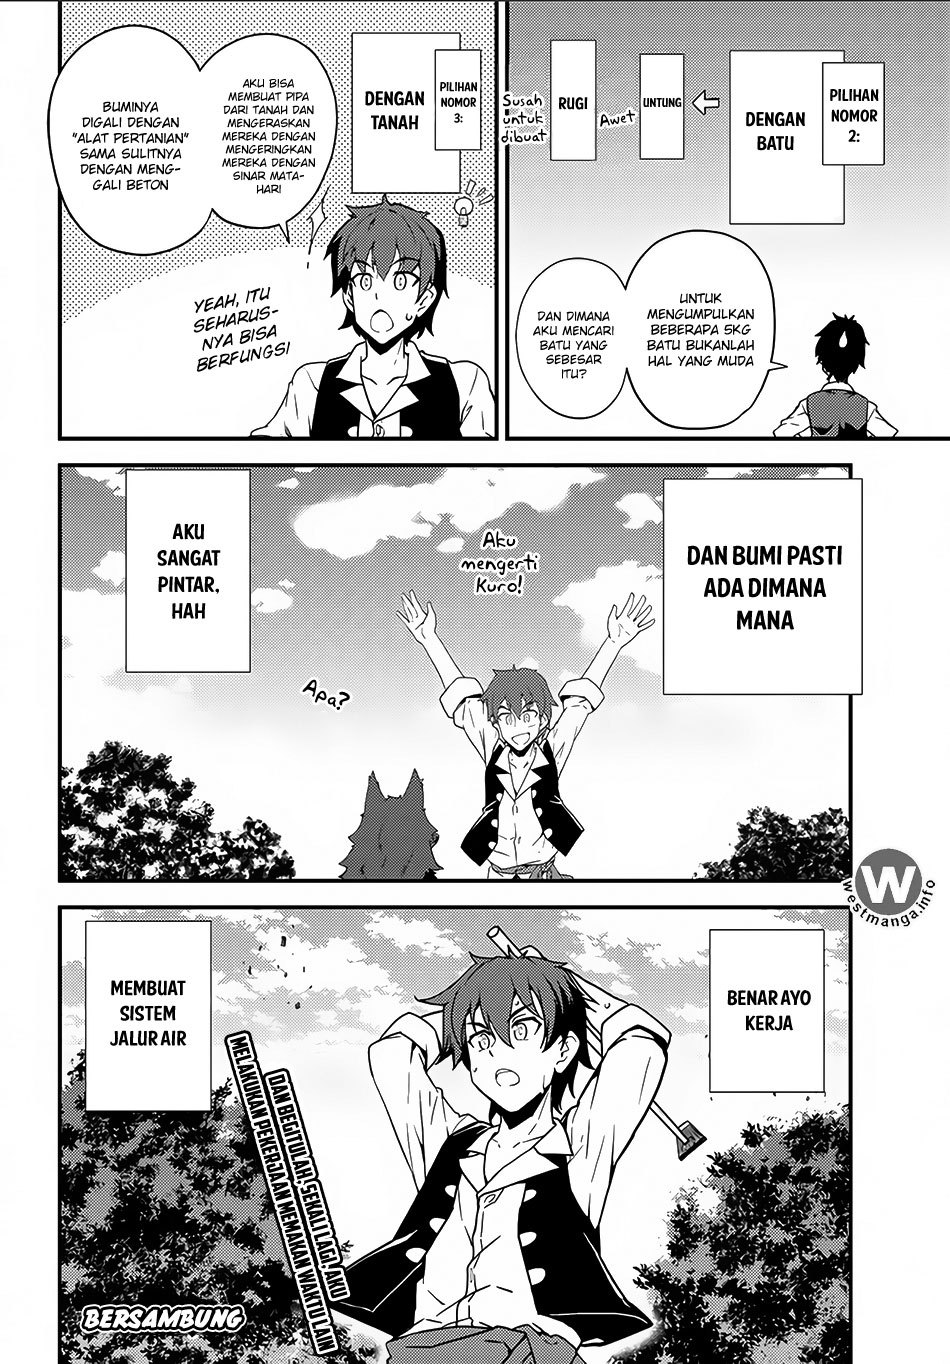 PILIHAN
NOMOR
2:
DENGAN
BATU
UNTUNG
Awet
RUGI
Susah
untuk
dibuat
UNTUK
MENGUMPULKAN
BEBERAPA 5KG
BATU BUKANLAH
HAL YANG MUDA
DAN DIMANA
AKU MENCARI
BATU YANG
SEBESAR
ITU?
PILIHAN
NOMOR
3:
DENGAN
TANAH
AKU BISA
MEMBUAT PIPA
DARI TANAH DAN
MENGERASKAN
MEREKA DENGAN
MENGERINGKAN
MEREKA DENGAN
SINAR MATA-
HARI
BUMINYA
DIGALI DENGAN
"ALAT PERTANIAN"
SAMA SULITNYA
DENGAN MENG-
GALI BETON
YEAH, ITU
SEHARUS-
NYA BISA
BERFUNGSI
DAN BUMI PASTI
ADA DIMANA
MANA
Aku
mengerti
Kuro!
Apa?
AKU
SANGAT
PINTAR,
HAH
W
westmanga.info
BENAR AYO
KERJA
MEMBUAT
SISTEM
JALUR AIR
DAN BEGITULAH, SEKALI LAGI, AKU
MELAKUKAN PEKERJAAN MEMAKAN WAKTU LAIN
BERSAMBUNG